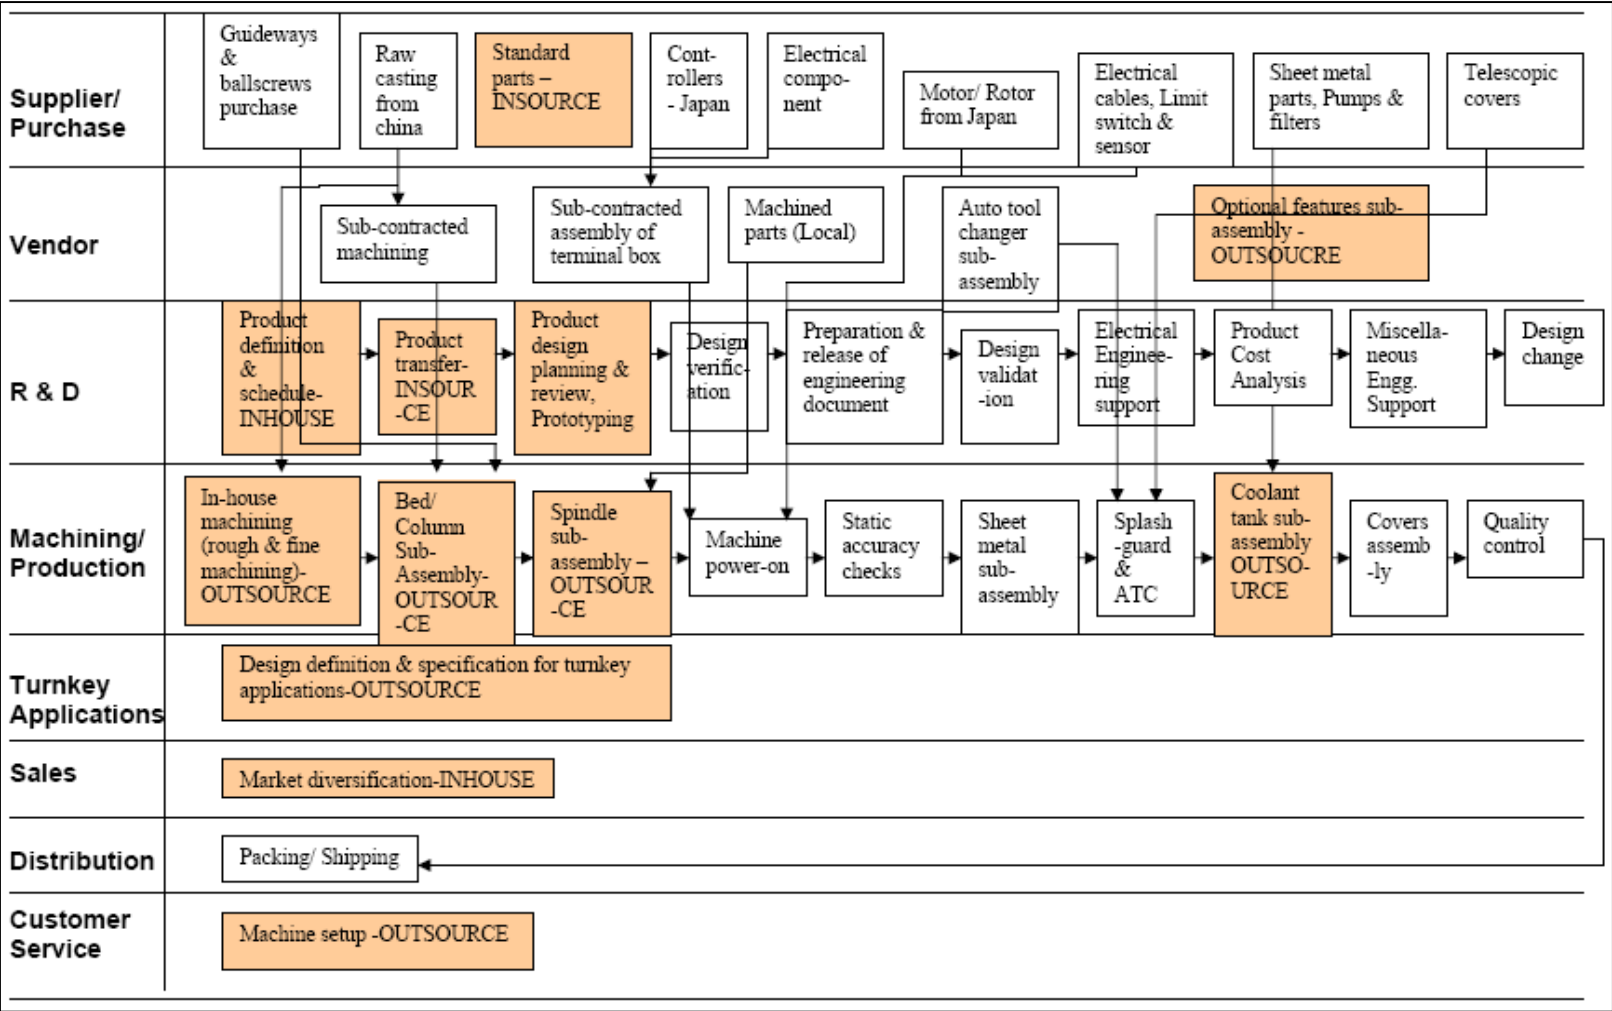 Supplier/
Purchase
Guideways
&
ballscrews
purchase
Raw
casting
from
china
Standard
parts –
INSOURCE
Cont-
rollers
- Japan
Electrical
compo-
nent
Motor/ Rotor
from Japan
Electrical
cables, Limit
switch &
sensor
Sheet metal
parts, Pumps &
filters
Telescopic
covers
Vendor
Sub-contracted
machining
Sub-contracted
assembly of
terminal box
Machined
parts (Local)
Auto tool
changer
sub-
assembly
Optional features sub-
assembly -
OUTSOUCRE
R & D
Product
definition
&
schedule-
INHOUSE
Product
transfer-
INSOUR
-CE
Product
design
planning &
review,
Prototyping
Design
verific-
ation
Preparation &
release of
engineering
document
Design
validat
-ion
Electrical
Enginee-
ring
support
Product
Cost
Analysis
Miscella-
neous
Engg.
Support
Design
change
Machining/
Production
In-house
machining
(rough & fine
machining)-
OUTSOURCE
Bed/
Column
Sub-
Assembly-
OUTSOUR
-CE
Spindle
sub-
assembly –
OUTSOUR
-CE
Machine
power-on
Static
accuracy
checks
Sheet
metal
sub-
assembly
Splash
-guard
&
ATC
Coolant
tank sub-
assembly
OUTSO-
URCE
Covers
assemb
-ly
Quality
control
Turnkey
Applications
Design definition & specification for turnkey
applications-OUTSOURCE
Sales
Market diversification-INHOUSE
Distribution
Packing/ Shipping
Customer
Service
Machine setup -OUTSOURCE